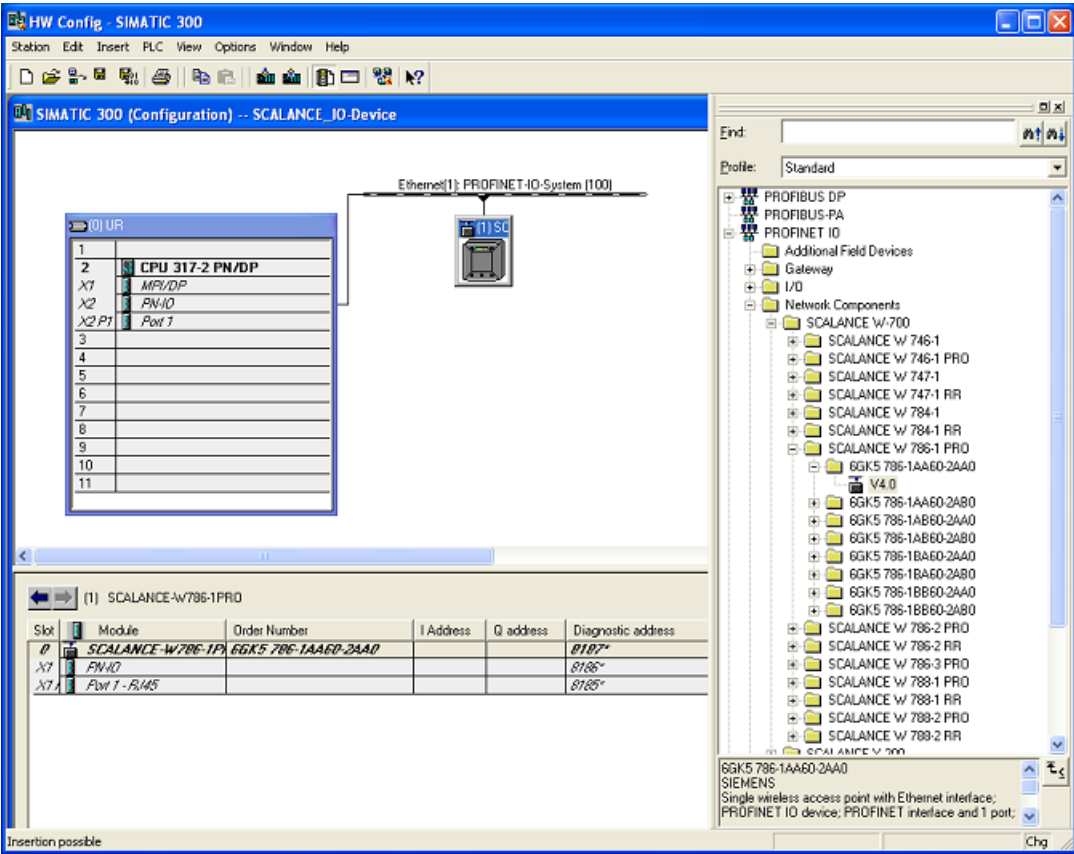 HW Config - SIMATIC 300
Station Edit Insert PLC View Options Window Help
SIMATIC 300 (Configuration) -- SCALANCE_IO-Device
Ethernet(1): PROFINET-IO-System (100)
(0) UR
1
2 CPU 317-2 PN/DP
X1 MPI/DP
X2 PN-IO
X2 P1 Port 1
3
4
5
6
7
8
9
10
11
(1) SC
Find:
Profile: Standard
PROFIBUS DP
PROFIBUS-PA
PROFINET IO
Additional Field Devices
Gateway
I/O
Network Components
SCALANCE W-700
SCALANCE W 746-1
SCALANCE W 746-1 PRO
SCALANCE W 747-1
SCALANCE W 747-1 RR
SCALANCE W 784-1
SCALANCE W 784-1 RR
SCALANCE W 786-1 PRO
6GK5 786-1AA60-2AA0
V4.0
6GK5 786-1AA60-2AB0
6GK5 786-1AB60-2AA0
6GK5 786-1AB60-2AB0
6GK5 786-1BA60-2AA0
6GK5 786-1BA60-2AB0
6GK5 786-1BB60-2AA0
6GK5 786-1BB60-2AB0
SCALANCE W 786-2 PRO
SCALANCE W 786-2 RR
SCALANCE W 786-3 PRO
SCALANCE W 788-1 PRO
SCALANCE W 788-1 RR
SCALANCE W 788-2 PRO
SCALANCE W 788-2 RR
SCALANCE X-200
(1) SCALANCE-W786-1PRO
Slot Module Order Number I Address Q address Diagnostic address
0 SCALANCE-W786-1P 6GK5 786-1AA60-2AA0 8187*
X1 PN-IO 8186*
X1 Port 1 - RJ45 8185*
6GK5 786-1AA60-2AA0
SIEMENS
Single wireless access point with Ethernet interface;
PROFINET IO device; PROFINET interface and 1 port;
Insertion possible Chg